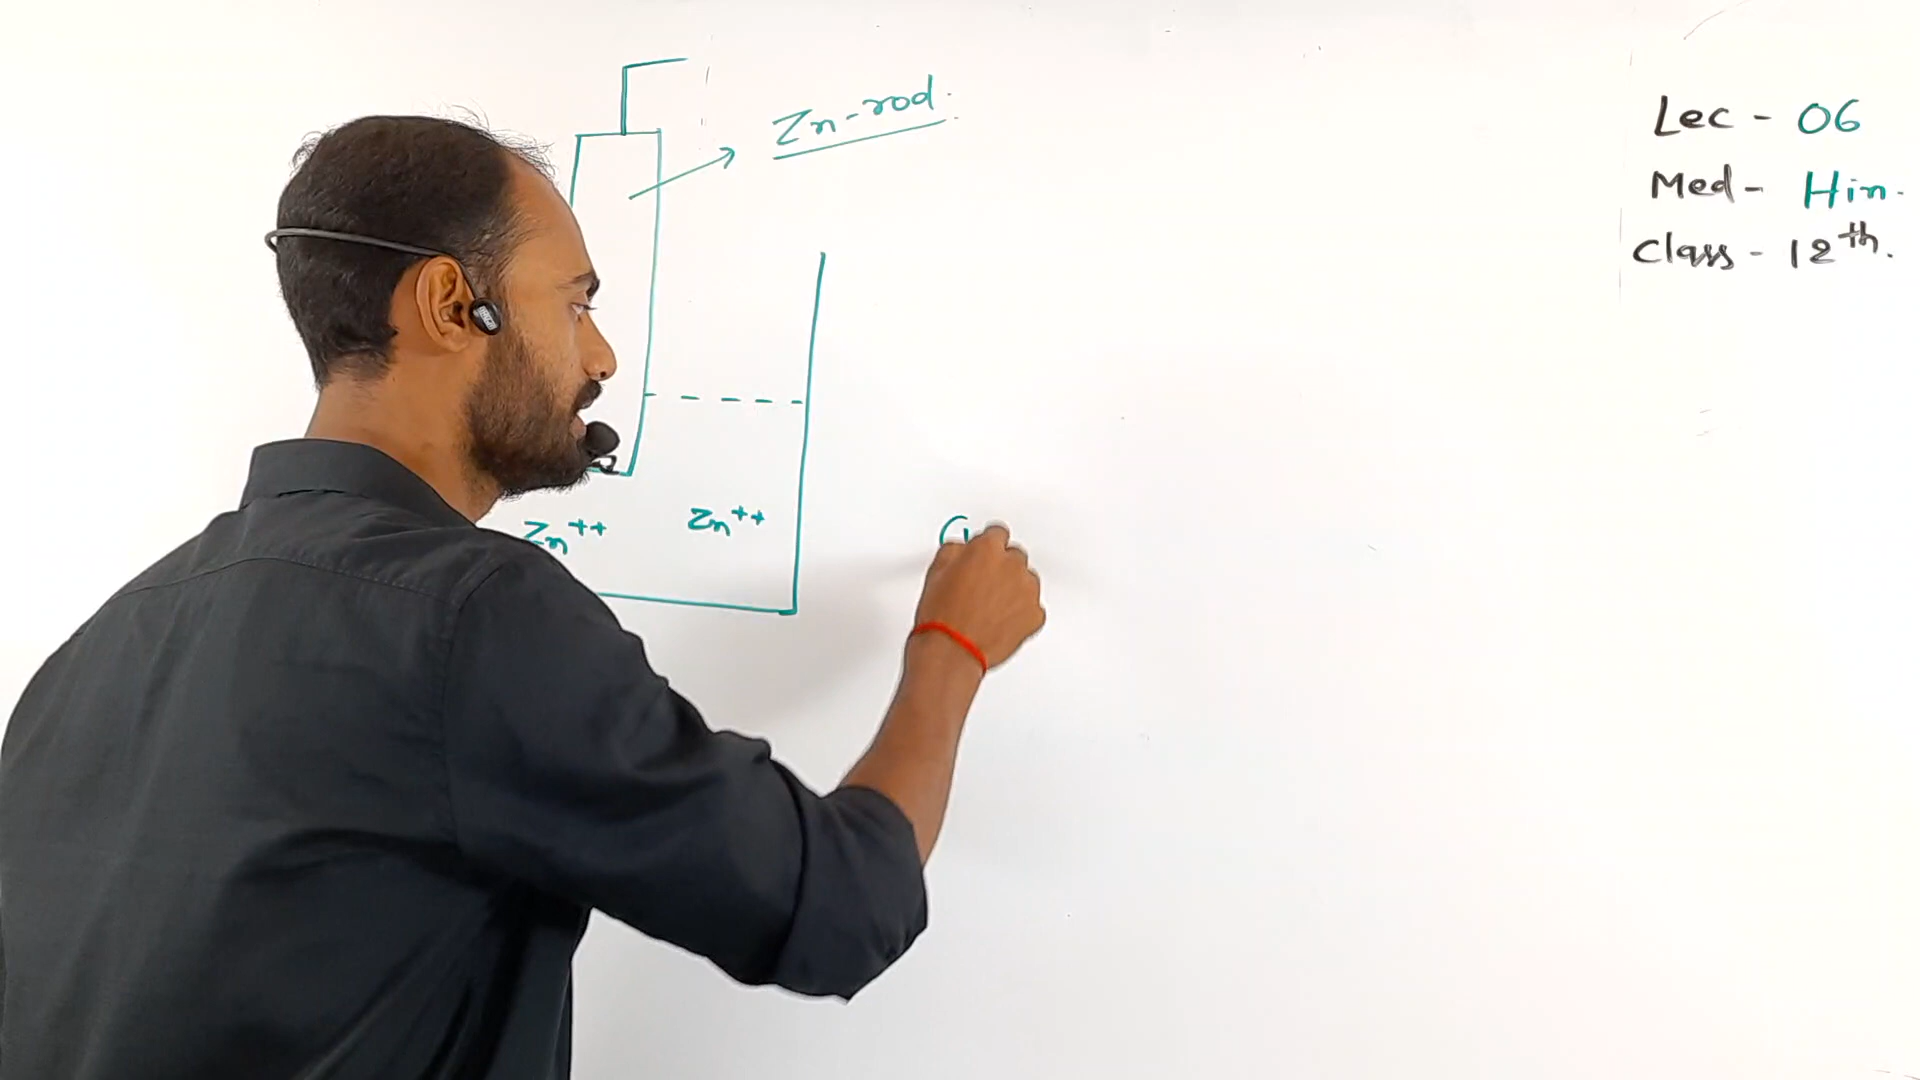 Zn-rod.
Lec - 06
Med - Hin.
Class - 12th.
Zn++ Zn++